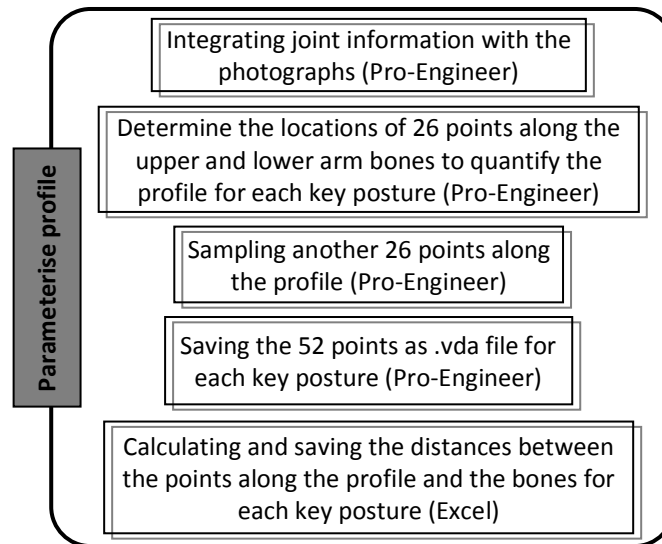 Integrating joint information with the
photographs (Pro-Engineer)
Determine the locations of 26 points along the
upper and lower arm bones to quantify the
profile for each key posture (Pro-Engineer)
Parameterise profile
Sampling another 26 points along
the profile (Pro-Engineer)
Saving the 52 points as .vda file for
each key posture (Pro-Engineer)
Calculating and saving the distances between
the points along the profile and the bones for
each key posture (Excel)